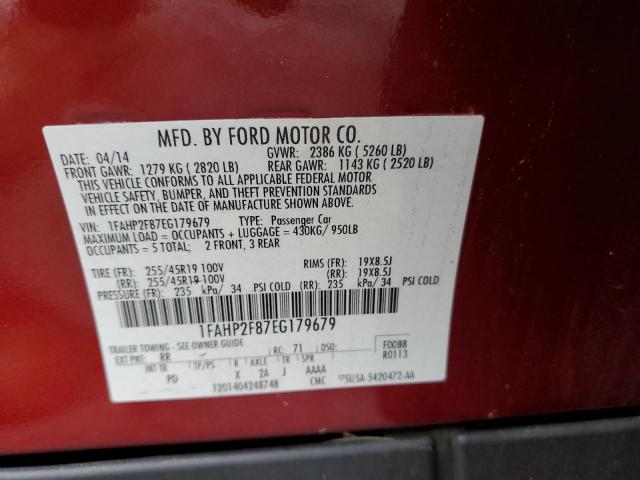 MFD. BY FORD MOTOR CO.
DATE: 04/14 GVWR: 2386 KG ( 5260 LB)
FRONT GAWR: 1279 KG ( 2820 LB) REAR GAWR: 1143 KG ( 2520 LB)
THIS VEHICLE CONFORMS TO ALL APPLICABLE FEDERAL MOTOR
VEHICLE SAFETY, BUMPER, AND THEFT PREVENTION STANDARDS
IN EFFECT ON THE DATE OF MANUFACTURE SHOWN ABOVE.
VIN: 1FAHP2F87EG179679 TYPE: Passenger Car
MAXIMUM LOAD = OCCUPANTS + LUGGAGE = 430KG/ 950LB
OCCUPANTS = 5 TOTAL; 2 FRONT, 3 REAR
TIRE (FR): 255/45R19 100V RIMS (FR): 19X8.5J
(RR): 255/45R19 100V (RR): 19X8.5J
PRESSURE (FR): 235 kPa/ 34 PSI COLD (RR): 235 kPa/ 34 PSI COLD
1FAHP2F87EG179679
TRAILER TOWING - SEE OWNER GUIDE
EXT PNT: RR RC: 71 DSO: F0088
R0113
INT TR TP/PS R AXLE TR SPR
PD X 2A J AAAA
1201404248748 CMC